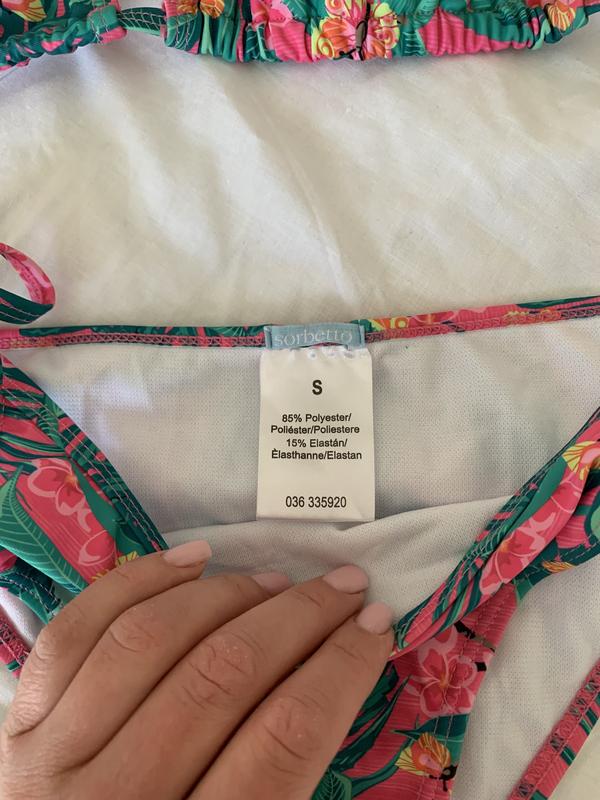 sorbetto
S
85% Polyester/
Poliéster/Poliestere
15% Elastán/
Èlasthanne/Elastan
036 335920